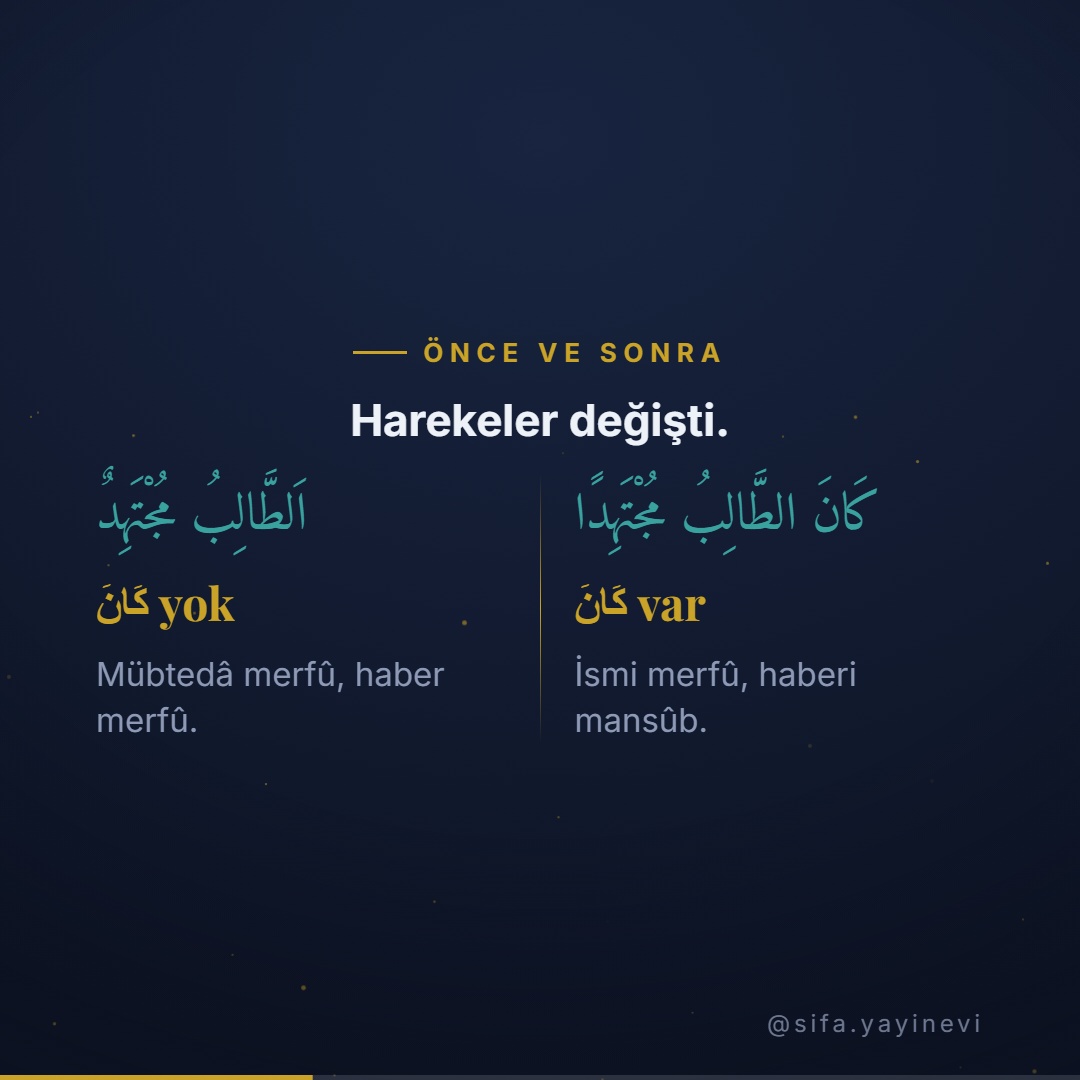 ÖNCE VE SONRA
Harekeler değişti.
اَلطَّالِبُ مُجْتَهِدٌ
كَانَ yok
Mübtedâ merfû, haber
merfû.
كَانَ الطَّالِبُ مُجْتَهِدًا
كَانَ var
İsmi merfû, haberi
mansûb.
@sifa.yayinevi